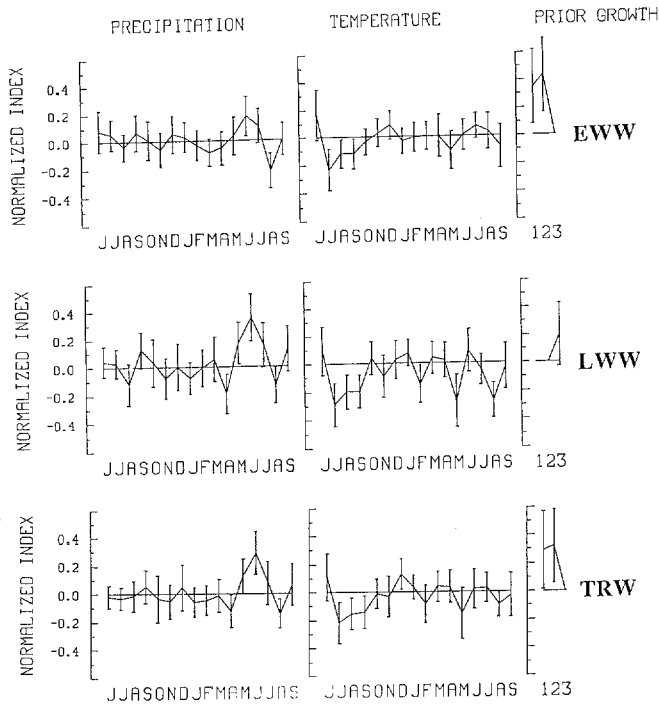 PRECIPITATION TEMPERATURE PRIOR GROWTH
NORMALIZED INDEX
0.4
0.2
0.0
-0.2
-0.4
EWW
JJASONDJFMAMJJAS JJASONDJFMAMJJAS 123
NORMALIZED INDEX
0.4
0.2
0.0
-0.2
-0.4
LWW
JJASONDJFMAMJJAS JJASONDJFMAMJJAS 123
NORMALIZED INDEX
0.4
0.2
0.0
-0.2
-0.4
TRW
JJASONDJFMAMJJAS JJASONDJFMAMJJAS 123